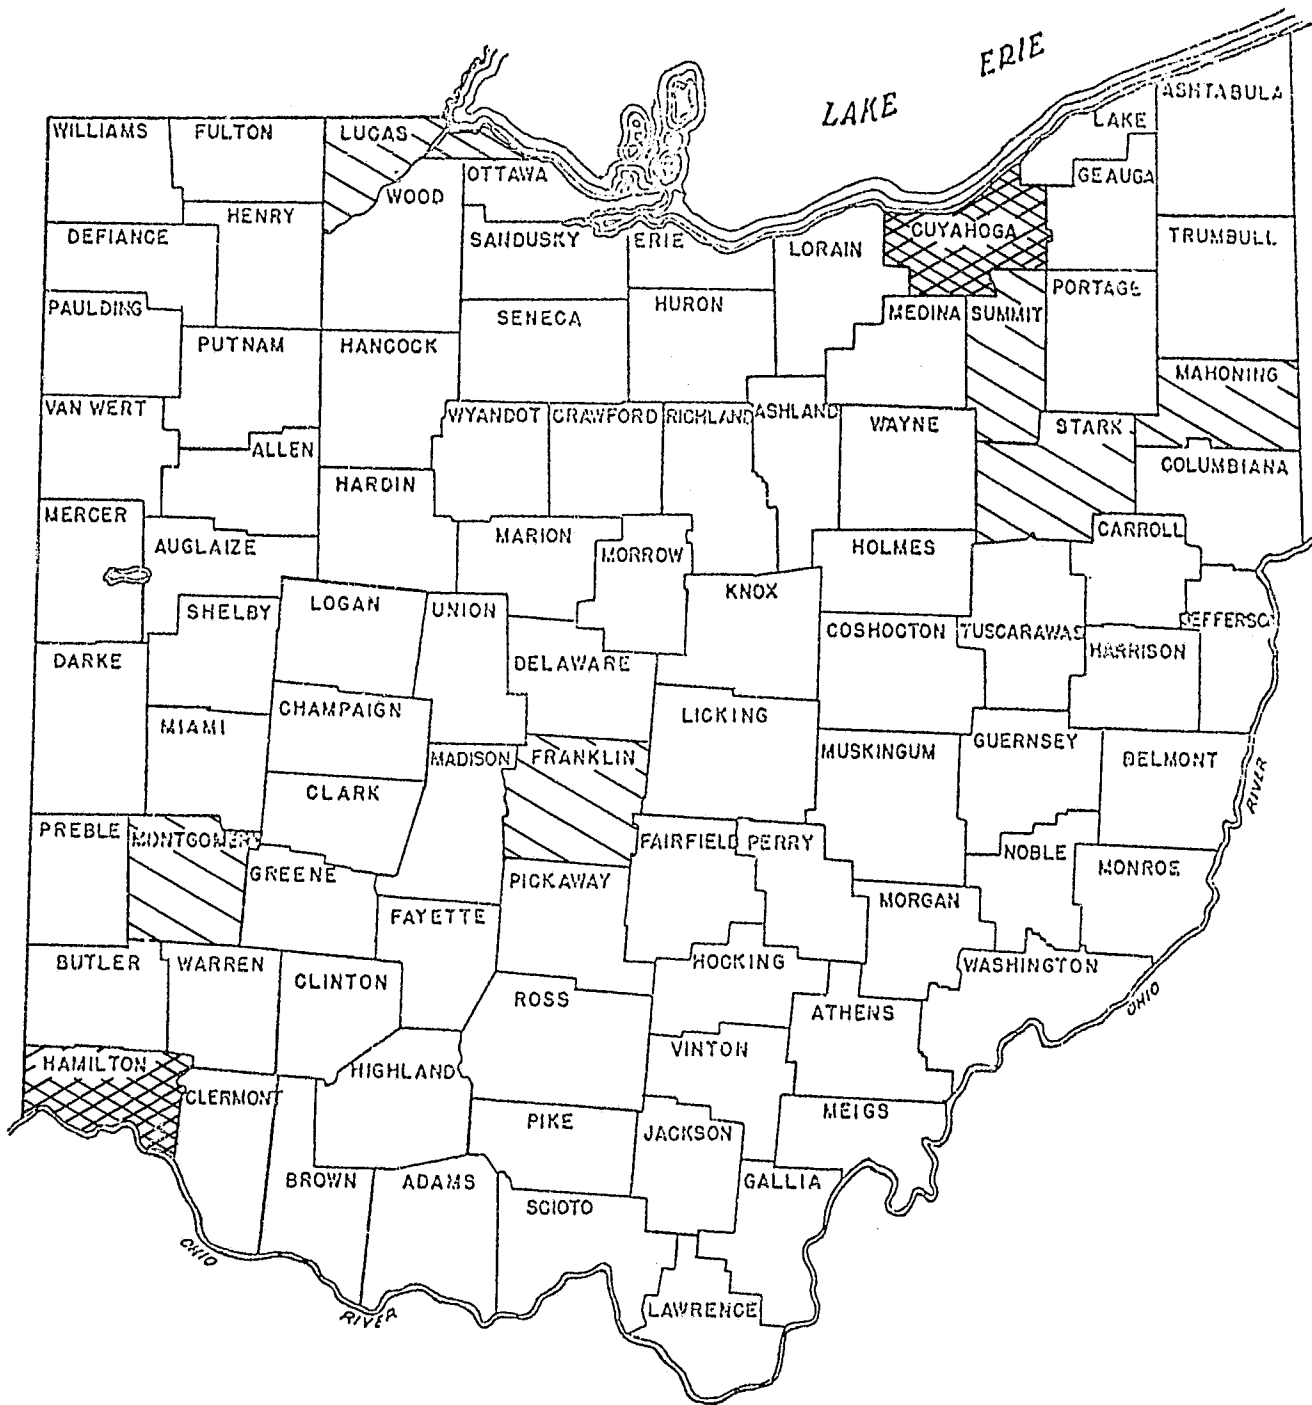 ERIE
LAKE
ASHTABULA
LAKE
WILLIAMS
FULTON
LUCAS
OTTAWA
GEAUGA
WOOD
HENRY
DEFIANCE
SANDUSKY
ERIE
CUYAHOGA
TRUMBULL
LORAIN
PORTAGE
PAULDING
HURON
MEDINA
SUMMIT
SENECA
PUTNAM
HANCOCK
MAHONING
VAN WERT
WYANDOT
CRAWFORD
RICHLAND
ASHLAND
WAYNE
STARK
ALLEN
COLUMBIANA
HARDIN
MERCER
MARION
CARROLL
AUGLAIZE
MORROW
HOLMES
KNOX
LOGAN
UNION
SHELBY
JEFFERSO
COSHOCTON
TUSCARAWAS
HARRISON
DARKE
DELAWARE
CHAMPAIGN
LICKING
MIAMI
MADISON
FRANKLIN
MUSKINGUM
GUERNSEY
BELMONT
RIVER
CLARK
PREBLE
MONTGOMERY
FAIRFIELD
PERRY
NOBLE
MONROE
GREENE
PICKAWAY
MORGAN
FAYETTE
BUTLER
WARREN
HOCKING
WASHINGTON
CLINTON
ROSS
OHIO
ATHENS
VINTON
HAMILTON
HIGHLAND
CLERMONT
MEIGS
PIKE
JACKSON
BROWN
ADAMS
GALLIA
SCIOTO
OHIO
RIVER
LAWRENCE